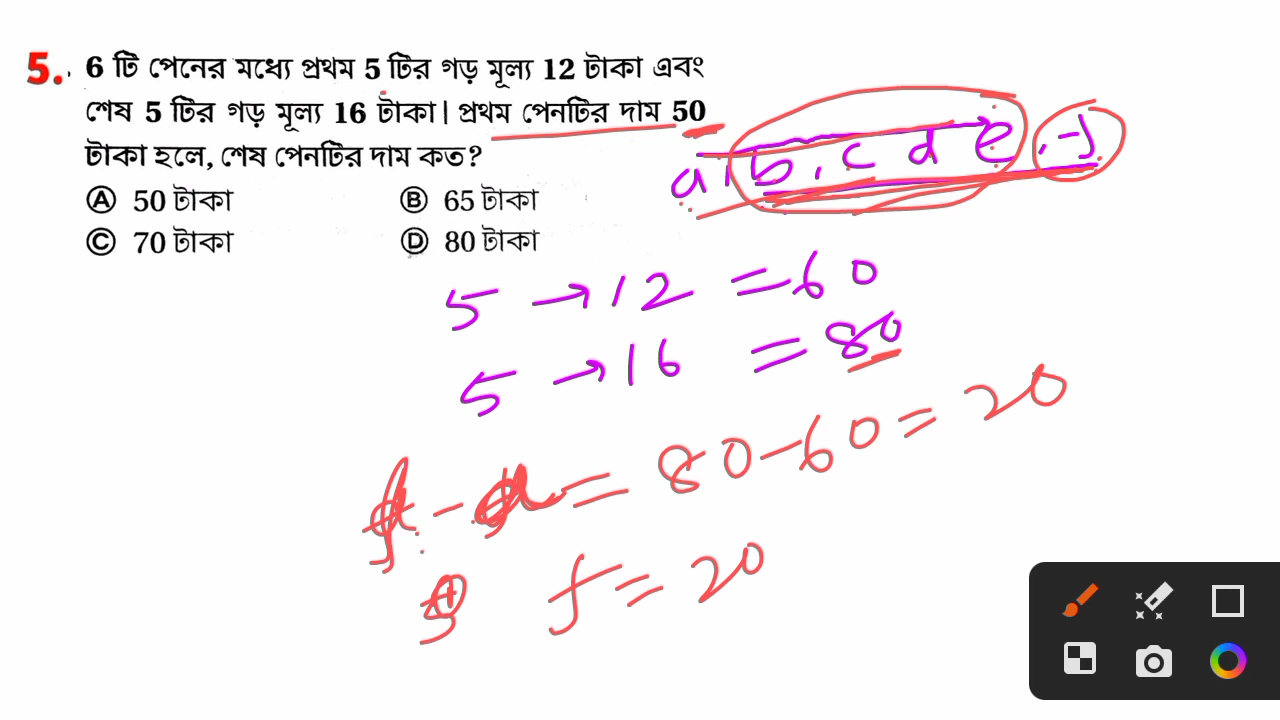 5. 6 টি পেনের মধ্যে প্রথম 5 টির গড় মূল্য 12 টাকা এবং
শেষ 5 টির গড় মূল্য 16 টাকা। প্রথম পেনটির দাম 50
টাকা হলে, শেষ পেনটির দাম কত?
Ⓐ 50 টাকা Ⓑ 65 টাকা
Ⓒ 70 টাকা Ⓓ 80 টাকা
a, b, c d e, f
5 → 12 = 60
5 → 16 = 80
= 80 - 60 = 20
f = 20